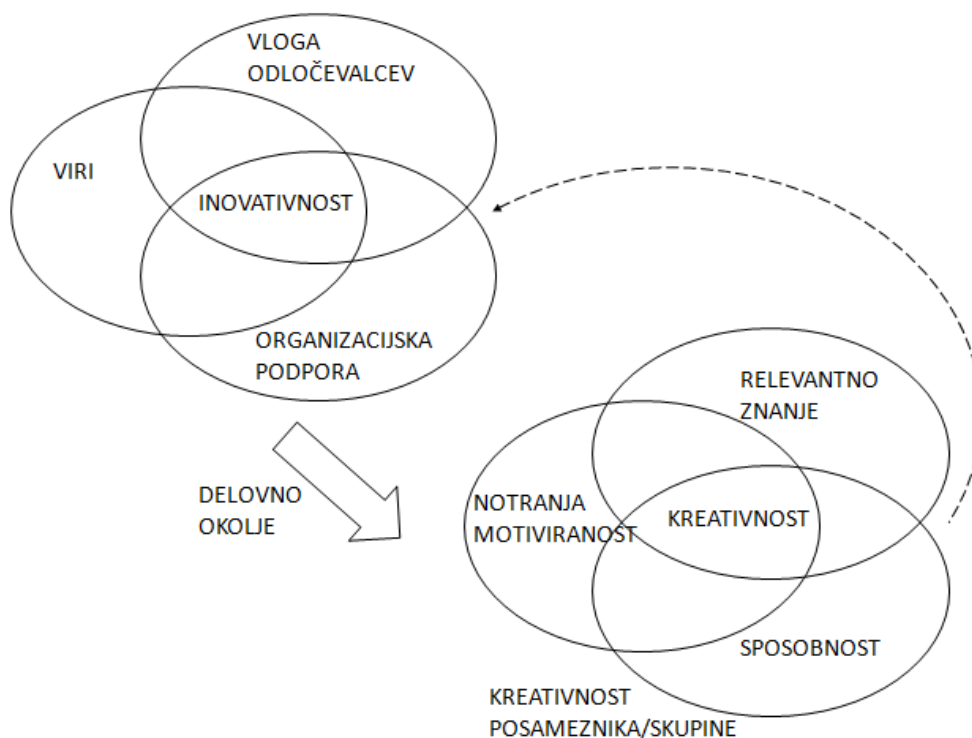 VLOGA
ODLOČEVALCEV
VIRI
INOVATIVNOST
ORGANIZACIJSKA
PODPORA
DELOVNO
OKOLJE
RELEVANTNO
ZNANJE
NOTRANJA
MOTIVIRANOST
KREATIVNOST
SPOSOBNOST
KREATIVNOST
POSAMEZNIKA/SKUPINE